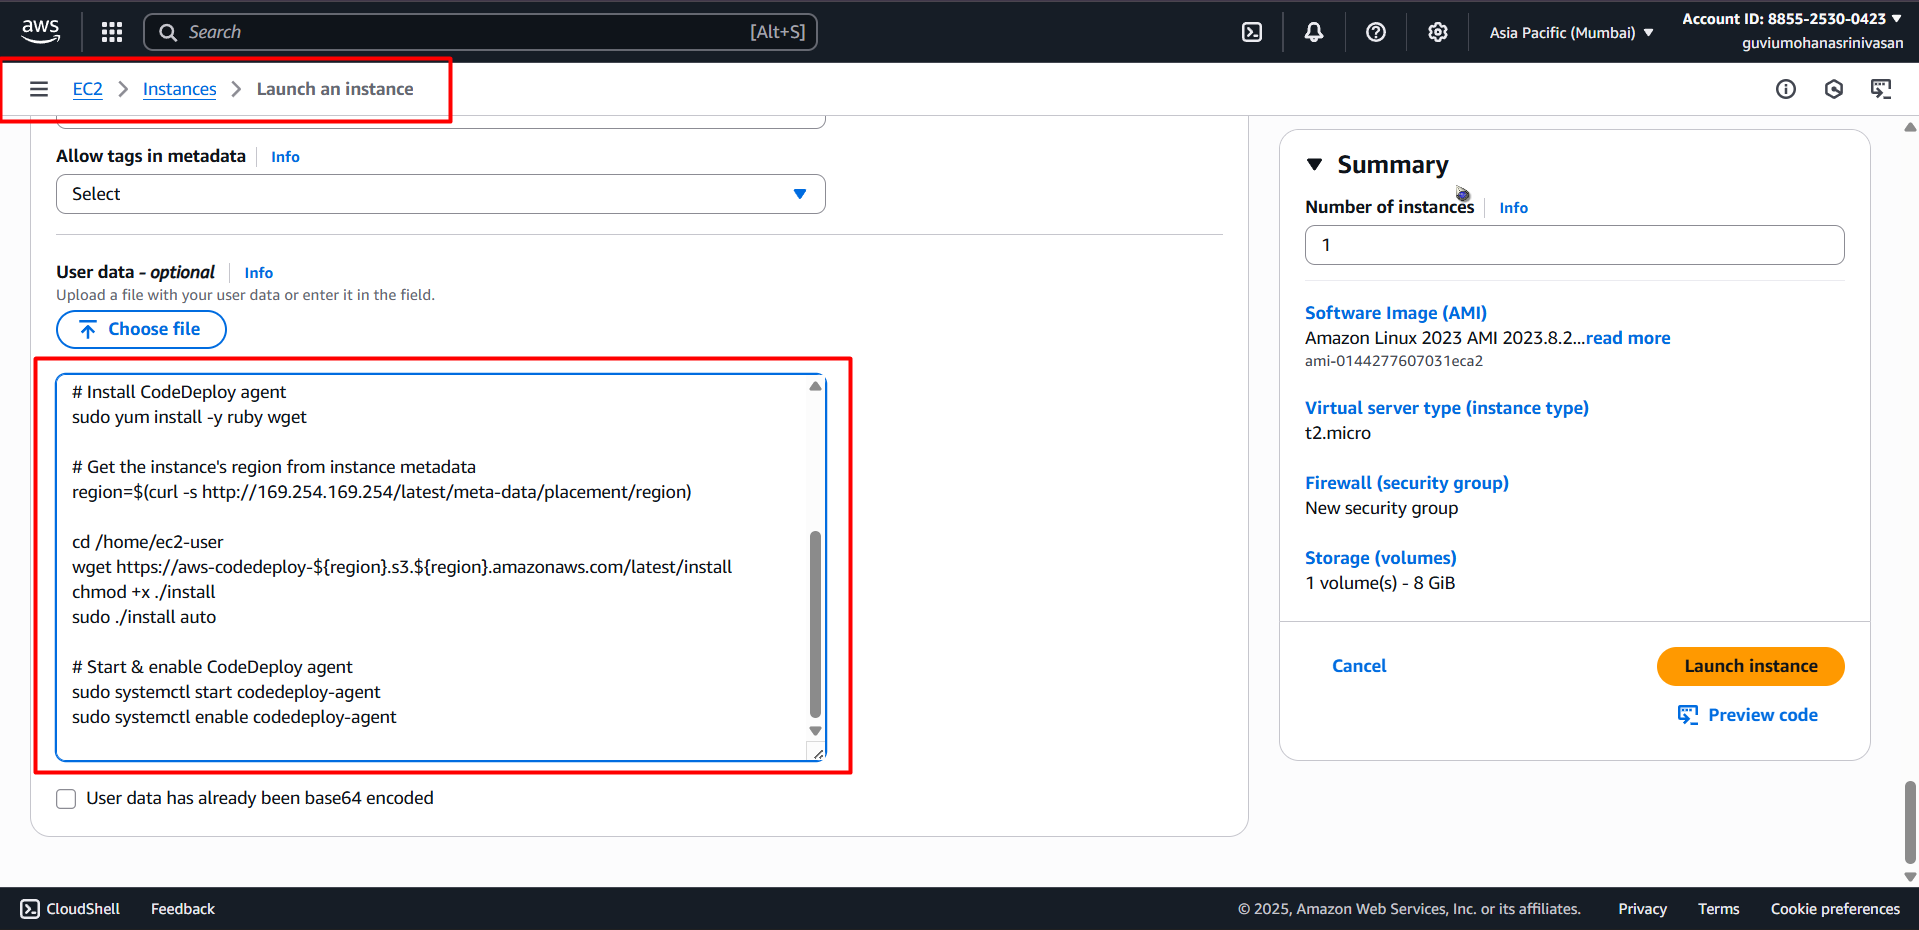 aws
Search
[Alt+S]
Asia Pacific (Mumbai)
Account ID: 8855-2530-0423
guviumohanasrinivasan
EC2 Instances Launch an instance
Allow tags in metadata Info
Select
User data - optional Info
Upload a file with your user data or enter it in the field.
Choose file
# Install CodeDeploy agent
sudo yum install -y ruby wget
# Get the instance's region from instance metadata
region=$(curl -s http://169.254.169.254/latest/meta-data/placement/region)
cd /home/ec2-user
wget https://aws-codedeploy-${region}.s3.${region}.amazonaws.com/latest/install
chmod +x ./install
sudo ./install auto
# Start & enable CodeDeploy agent
sudo systemctl start codedeploy-agent
sudo systemctl enable codedeploy-agent
User data has already been base64 encoded
Summary
Number of instances Info
1
Software Image (AMI)
Amazon Linux 2023 AMI 2023.8.2...read more
ami-0144277607031eca2
Virtual server type (instance type)
t2.micro
Firewall (security group)
New security group
Storage (volumes)
1 volume(s) - 8 GiB
Cancel
Launch instance
Preview code
CloudShell Feedback
© 2025, Amazon Web Services, Inc. or its affiliates. Privacy Terms Cookie preferences